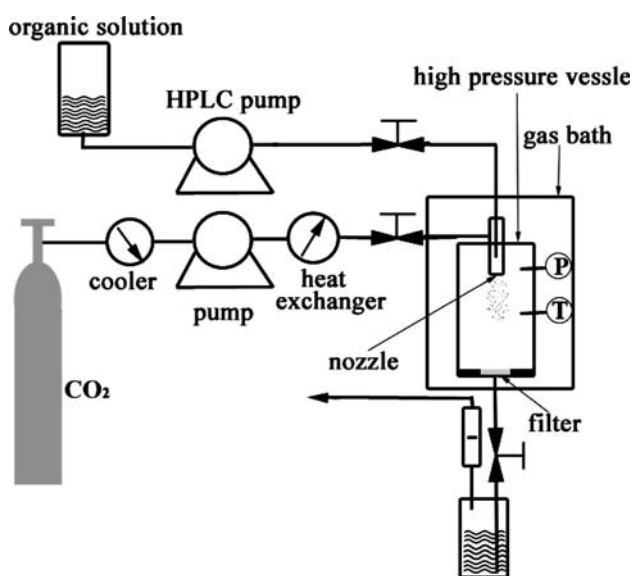 organic solution
HPLC pump
high pressure vessle
gas bath
cooler
pump
heat
exchanger
P
T
nozzle
CO₂
filter